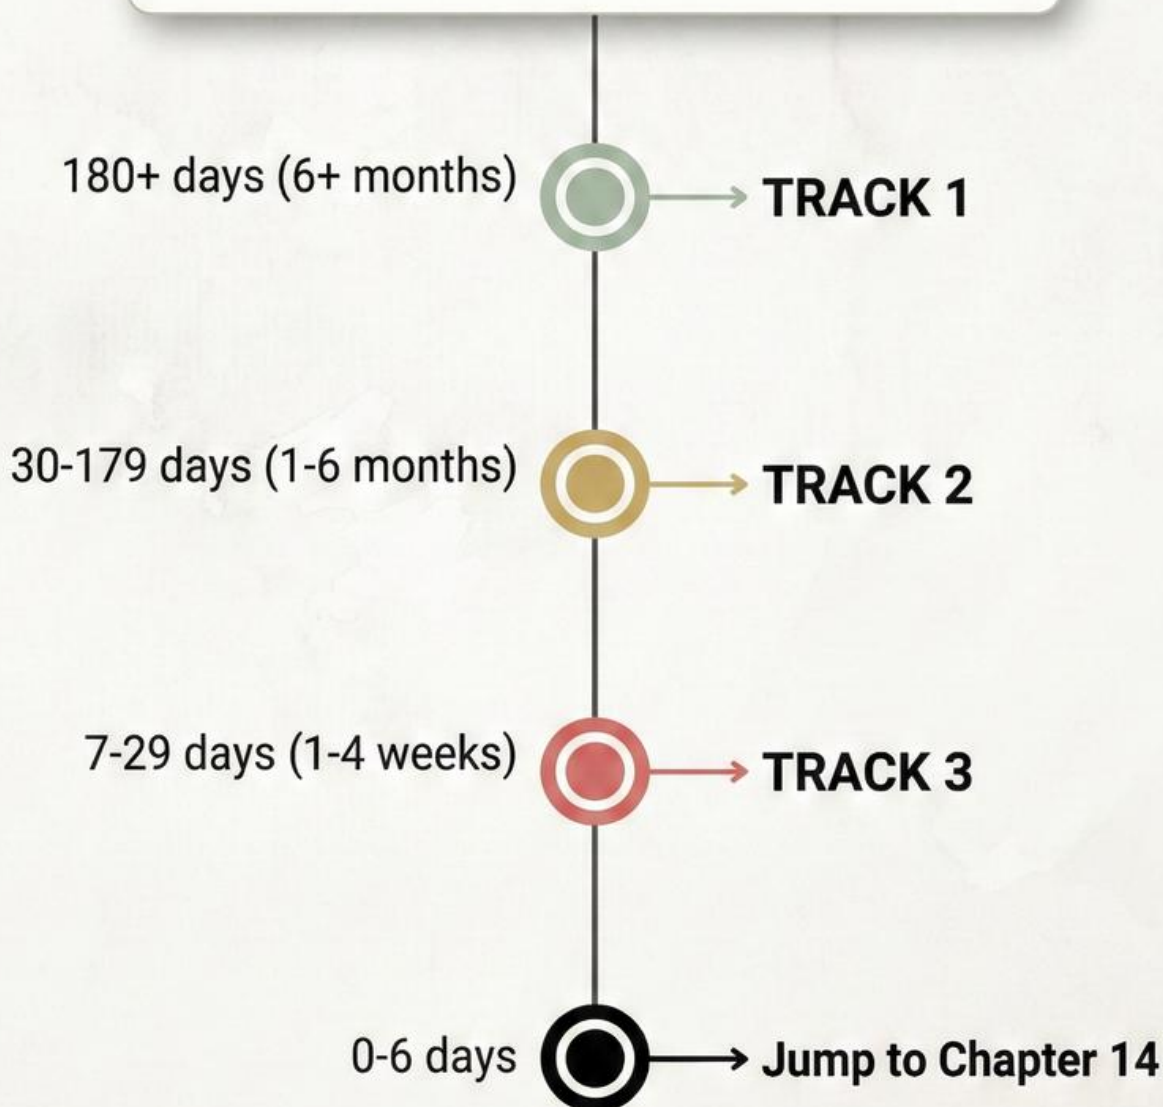 180+ days (6+ months)
TRACK 1
30-179 days (1-6 months)
TRACK 2
7-29 days (1-4 weeks)
TRACK 3
0-6 days
Jump to Chapter 14